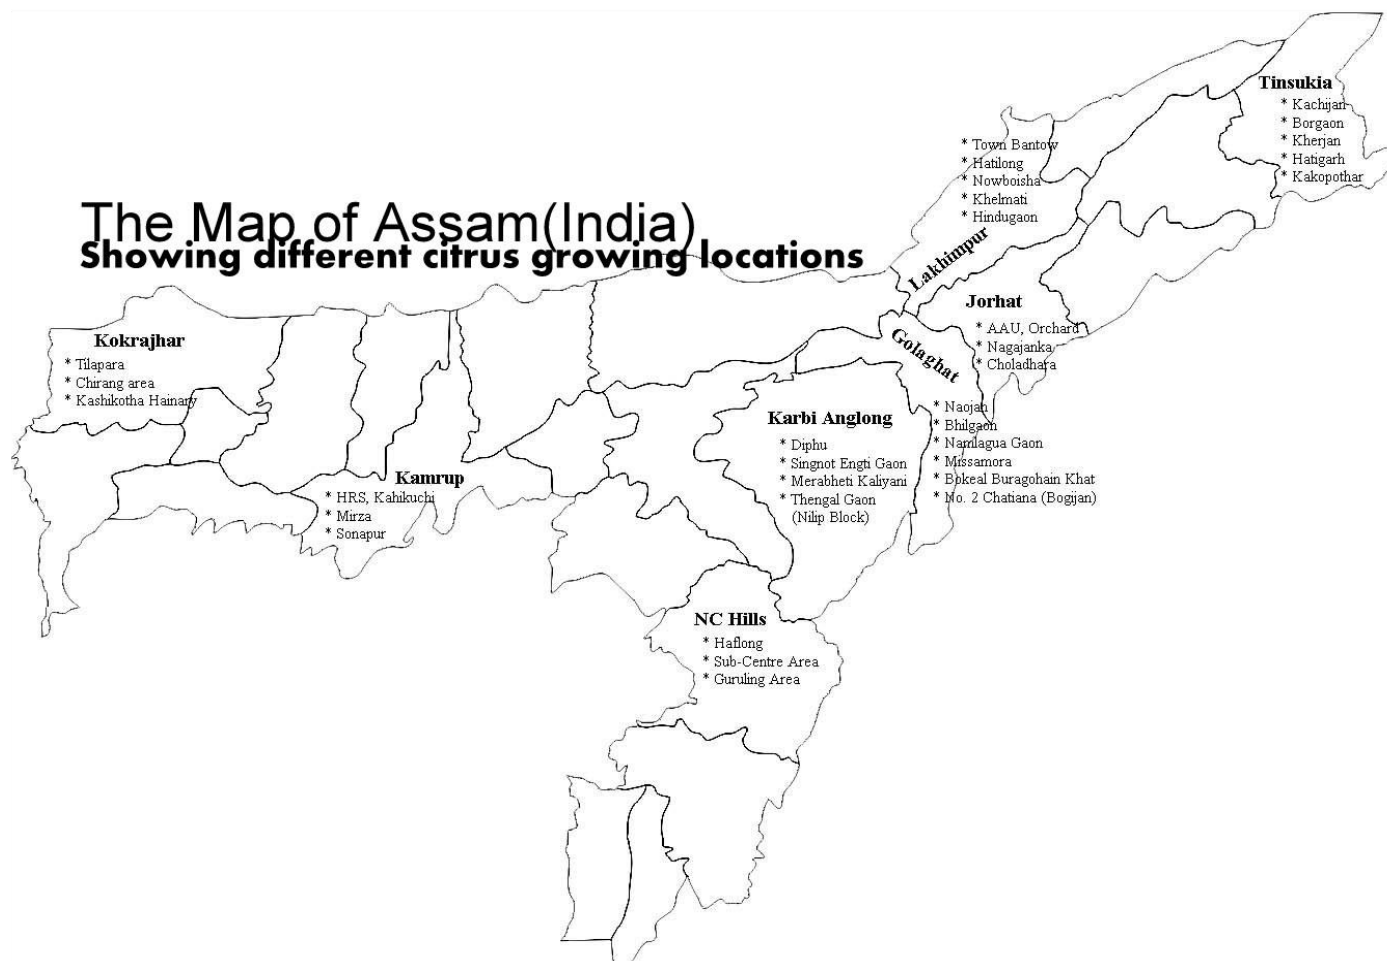 The Map of Assam(India)
Showing different citrus growing locations
Tinsukia
* Kachijan
* Borgaon
* Kherjan
* Hatigarh
* Kakopothar
* Town Bantow
* Hatilong
* Nowboisha
* Khelmati
* Hindugaon
Lakhimpur
Jorhat
* AAU, Orchard
* Nagajanka
* Choladhara
Golaghat
* Naojan
* Bhilgaon
* Namlagua Gaon
* Missamora
* Bokeal Buragohain Khat
* No. 2 Chatiana (Bogijan)
Kokrajhar
* Tilapara
* Chirang area
* Kashikotha Hainary
Karbi Anglong
* Diphu
* Singnot Engti Gaon
* Merabheti Kaliyani
* Thengal Gaon
(Nilip Block)
Kamrup
* HRS, Kahikuchi
* Mirza
* Sonapur
NC Hills
* Haflong
* Sub-Centre Area
* Guruling Area